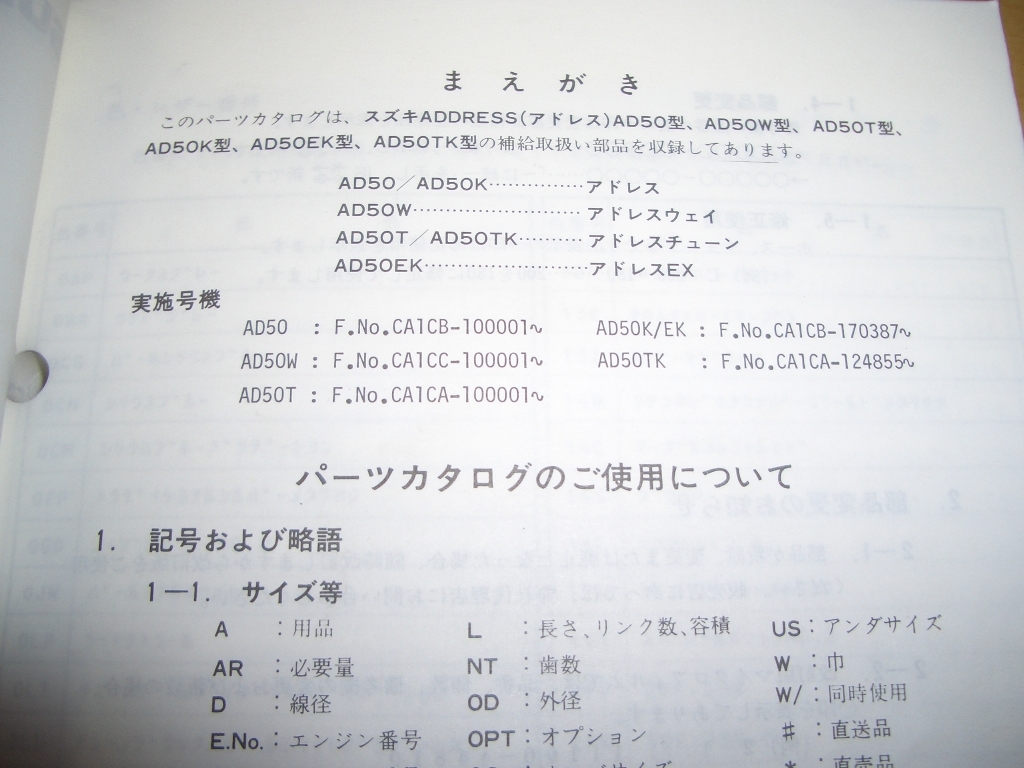 まえがき
このパーツカタログは、スズキADDRESS(アドレス)AD50型、AD50W型、AD50T型、
AD50K型、AD50EK型、AD50TK型の補給取扱い部品を収録してあります。
AD50／AD50K……………アドレス
AD50W……………………アドレスウェイ
AD50T／AD50TK…………アドレスチューン
AD50EK……………………アドレスEX
実施号機
AD50 : F.No.CA1CB-100001~ AD50K/EK : F.No.CA1CB-170387~
AD50W : F.No.CA1CC-100001~ AD50TK : F.No.CA1CA-124855~
AD50T : F.No.CA1CA-100001~
パーツカタログのご使用について
1. 記号および略語
1－1. サイズ等
A :用品 L :長さ、リンク数、容積 US:アンダサイズ
AR :必要量 NT :歯数 W :巾
D :線径 OD :外径 W/ :同時使用
E.No.:エンジン番号 OPT:オプション # :直送品
* :直売品